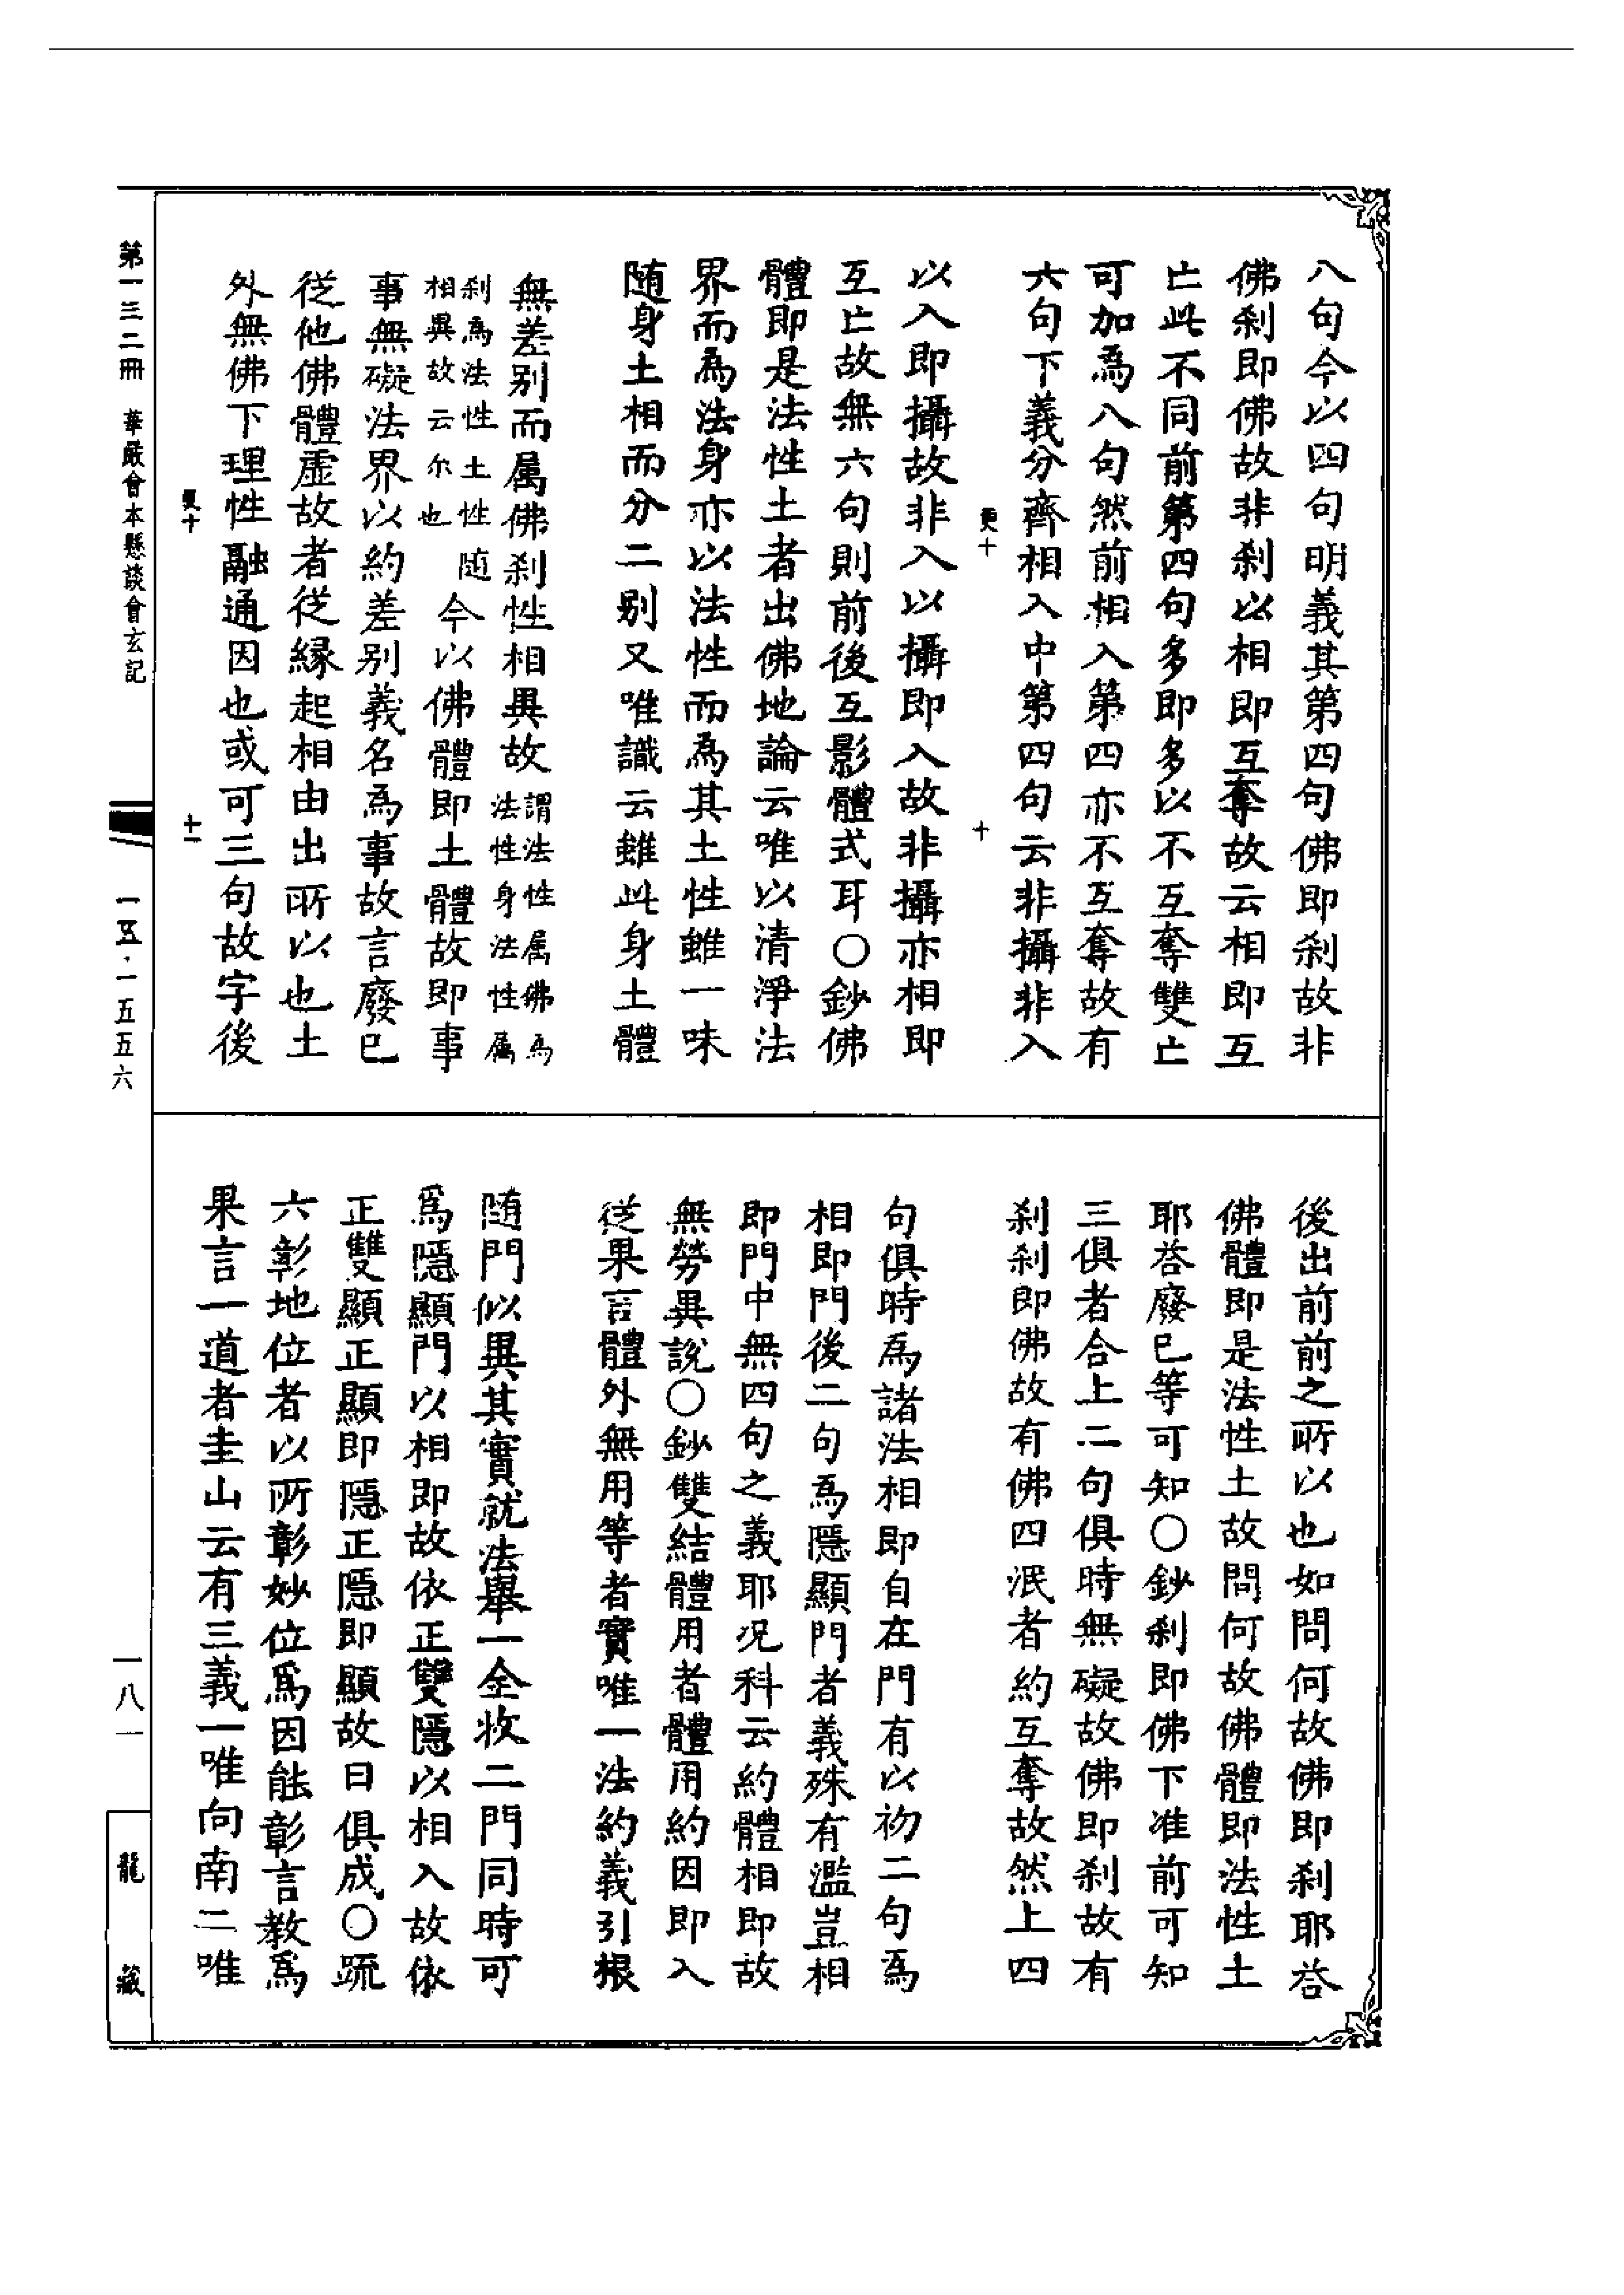 八句今以四句明義其第四句佛即剎故非
佛剎即佛故非剎以相即互奪故云相即互
亡此不同前第四句多即多以不互奪雙亡
可加為八句然前相入第四亦不互奪故有
六句下義分齊相入中第四句云非攝非入
更十
十
以入即攝故非入以攝即入故非攝亦相即
互亡故無六句則前後互影體式耳○鈔佛
體即是法性土者出佛地論云唯以清淨法
界而為法身亦以法性而為其土性雖一味
随身土相而分二別又唯識云雖此身土體
無差別而属佛剎性相異故謂法性属佛為
法性身法性属
剎為法性土性随
相異故云尔也今以佛體即土體故即事
事無礙法界以約差別義名為事故言廢已
從他佛體虛故者從緣起相由出所以也土
外無佛下理性融通因也或可三句故字後
更十
十一
第一三二冊 華嚴會本懸談會玄記
一五·一五五六
後出前前之所以也如問何故佛即剎耶荅
佛體即是法性土故問何故佛體即法性土
耶荅廢已等可知○鈔剎即佛下准前可知
三俱者合上二句俱時無礙故佛即剎故有
剎剎即佛故有佛四泯者約互奪故然上四
句俱時為諸法相即自在門有以初二句為
相即門後二句為隱顯門者義殊有濫豈相
即門中無四句之義耶况科云約體相即故
無勞異說○鈔雙結體用者體用約因即入
從果言體外無用等者實唯一法約義引根
随門似異其實就法舉一全收二門同時可
為隱顯門以相即故依正雙隱以相入故依
正雙顯正顯即隱正隱即顯故曰俱成○疏
六彰地位者以所彰妙位為因能彰言教為
果言一道者圭山云有三義一唯向南二唯
一八一
龍藏